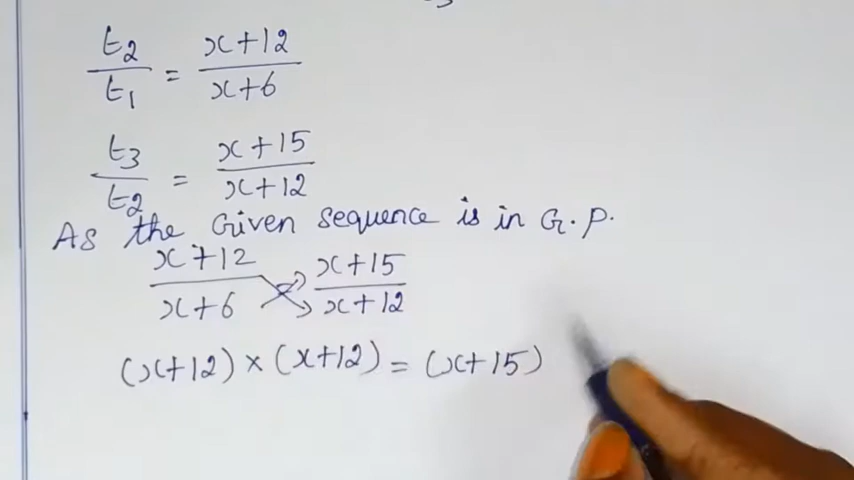 t₂/t₁ = x+12/x+6
t₃/t₂ = x+15/x+12
As the Given sequence is in G.P.
x+12/x+6 x+15/x+12
(x+12) × (x+12) = (x+15)